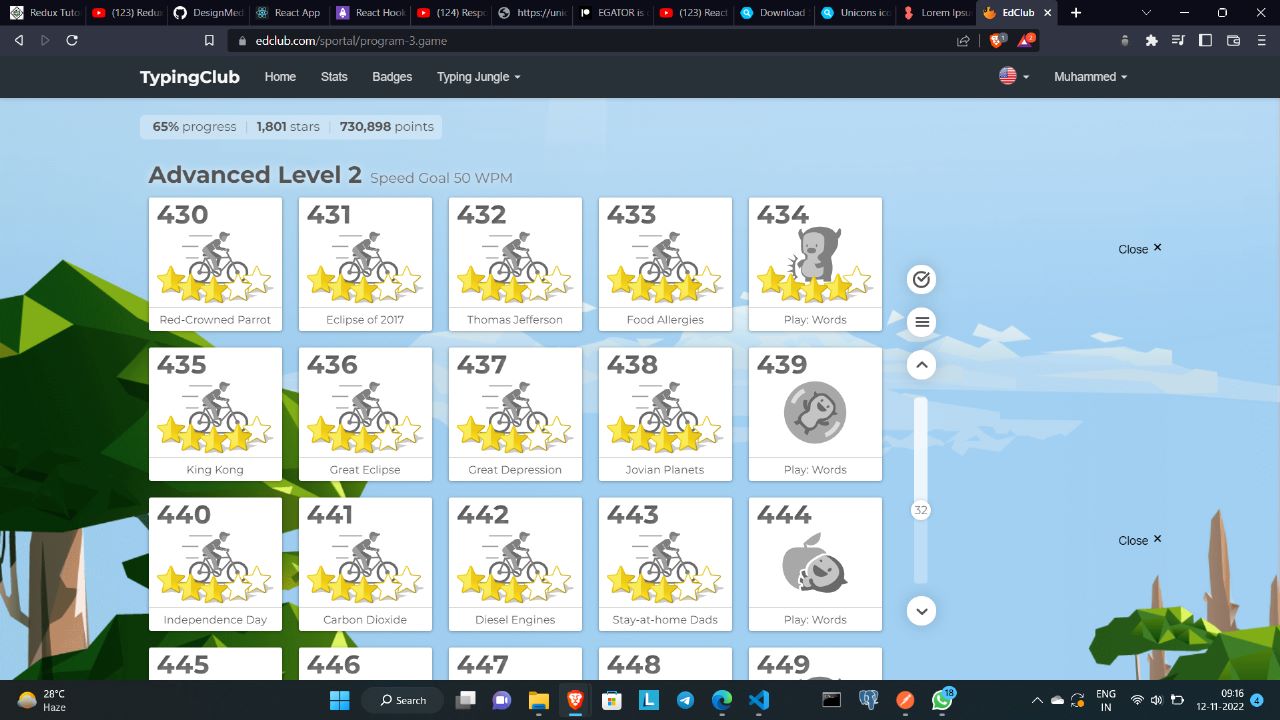 Redux Tuto
(123) Redux
DesignMed
React App
React Hook
(124) Respo
https://unic
EGATOR is
(123) React
Download
Unicons ico
Lorem Ipsu
EdClub
edclub.com/sportal/program-3.game
1
2
TypingClub Home Stats Badges Typing Jungle Muhammed
65% progress | 1,801 stars | 730,898 points
Advanced Level 2 Speed Goal 50 WPM
430 431 432 433 434
Red-Crowned Parrot Eclipse of 2017 Thomas Jefferson Food Allergies Play: Words
Close ×
435 436 437 438 439
King Kong Great Eclipse Great Depression Jovian Planets Play: Words
32
440 441 442 443 444
Close ×
Independence Day Carbon Dioxide Diesel Engines Stay-at-home Dads Play: Words
445 446 447 448 449
28°C
Haze
Search
L
18
ENG
IN
09:16
12-11-2022
4